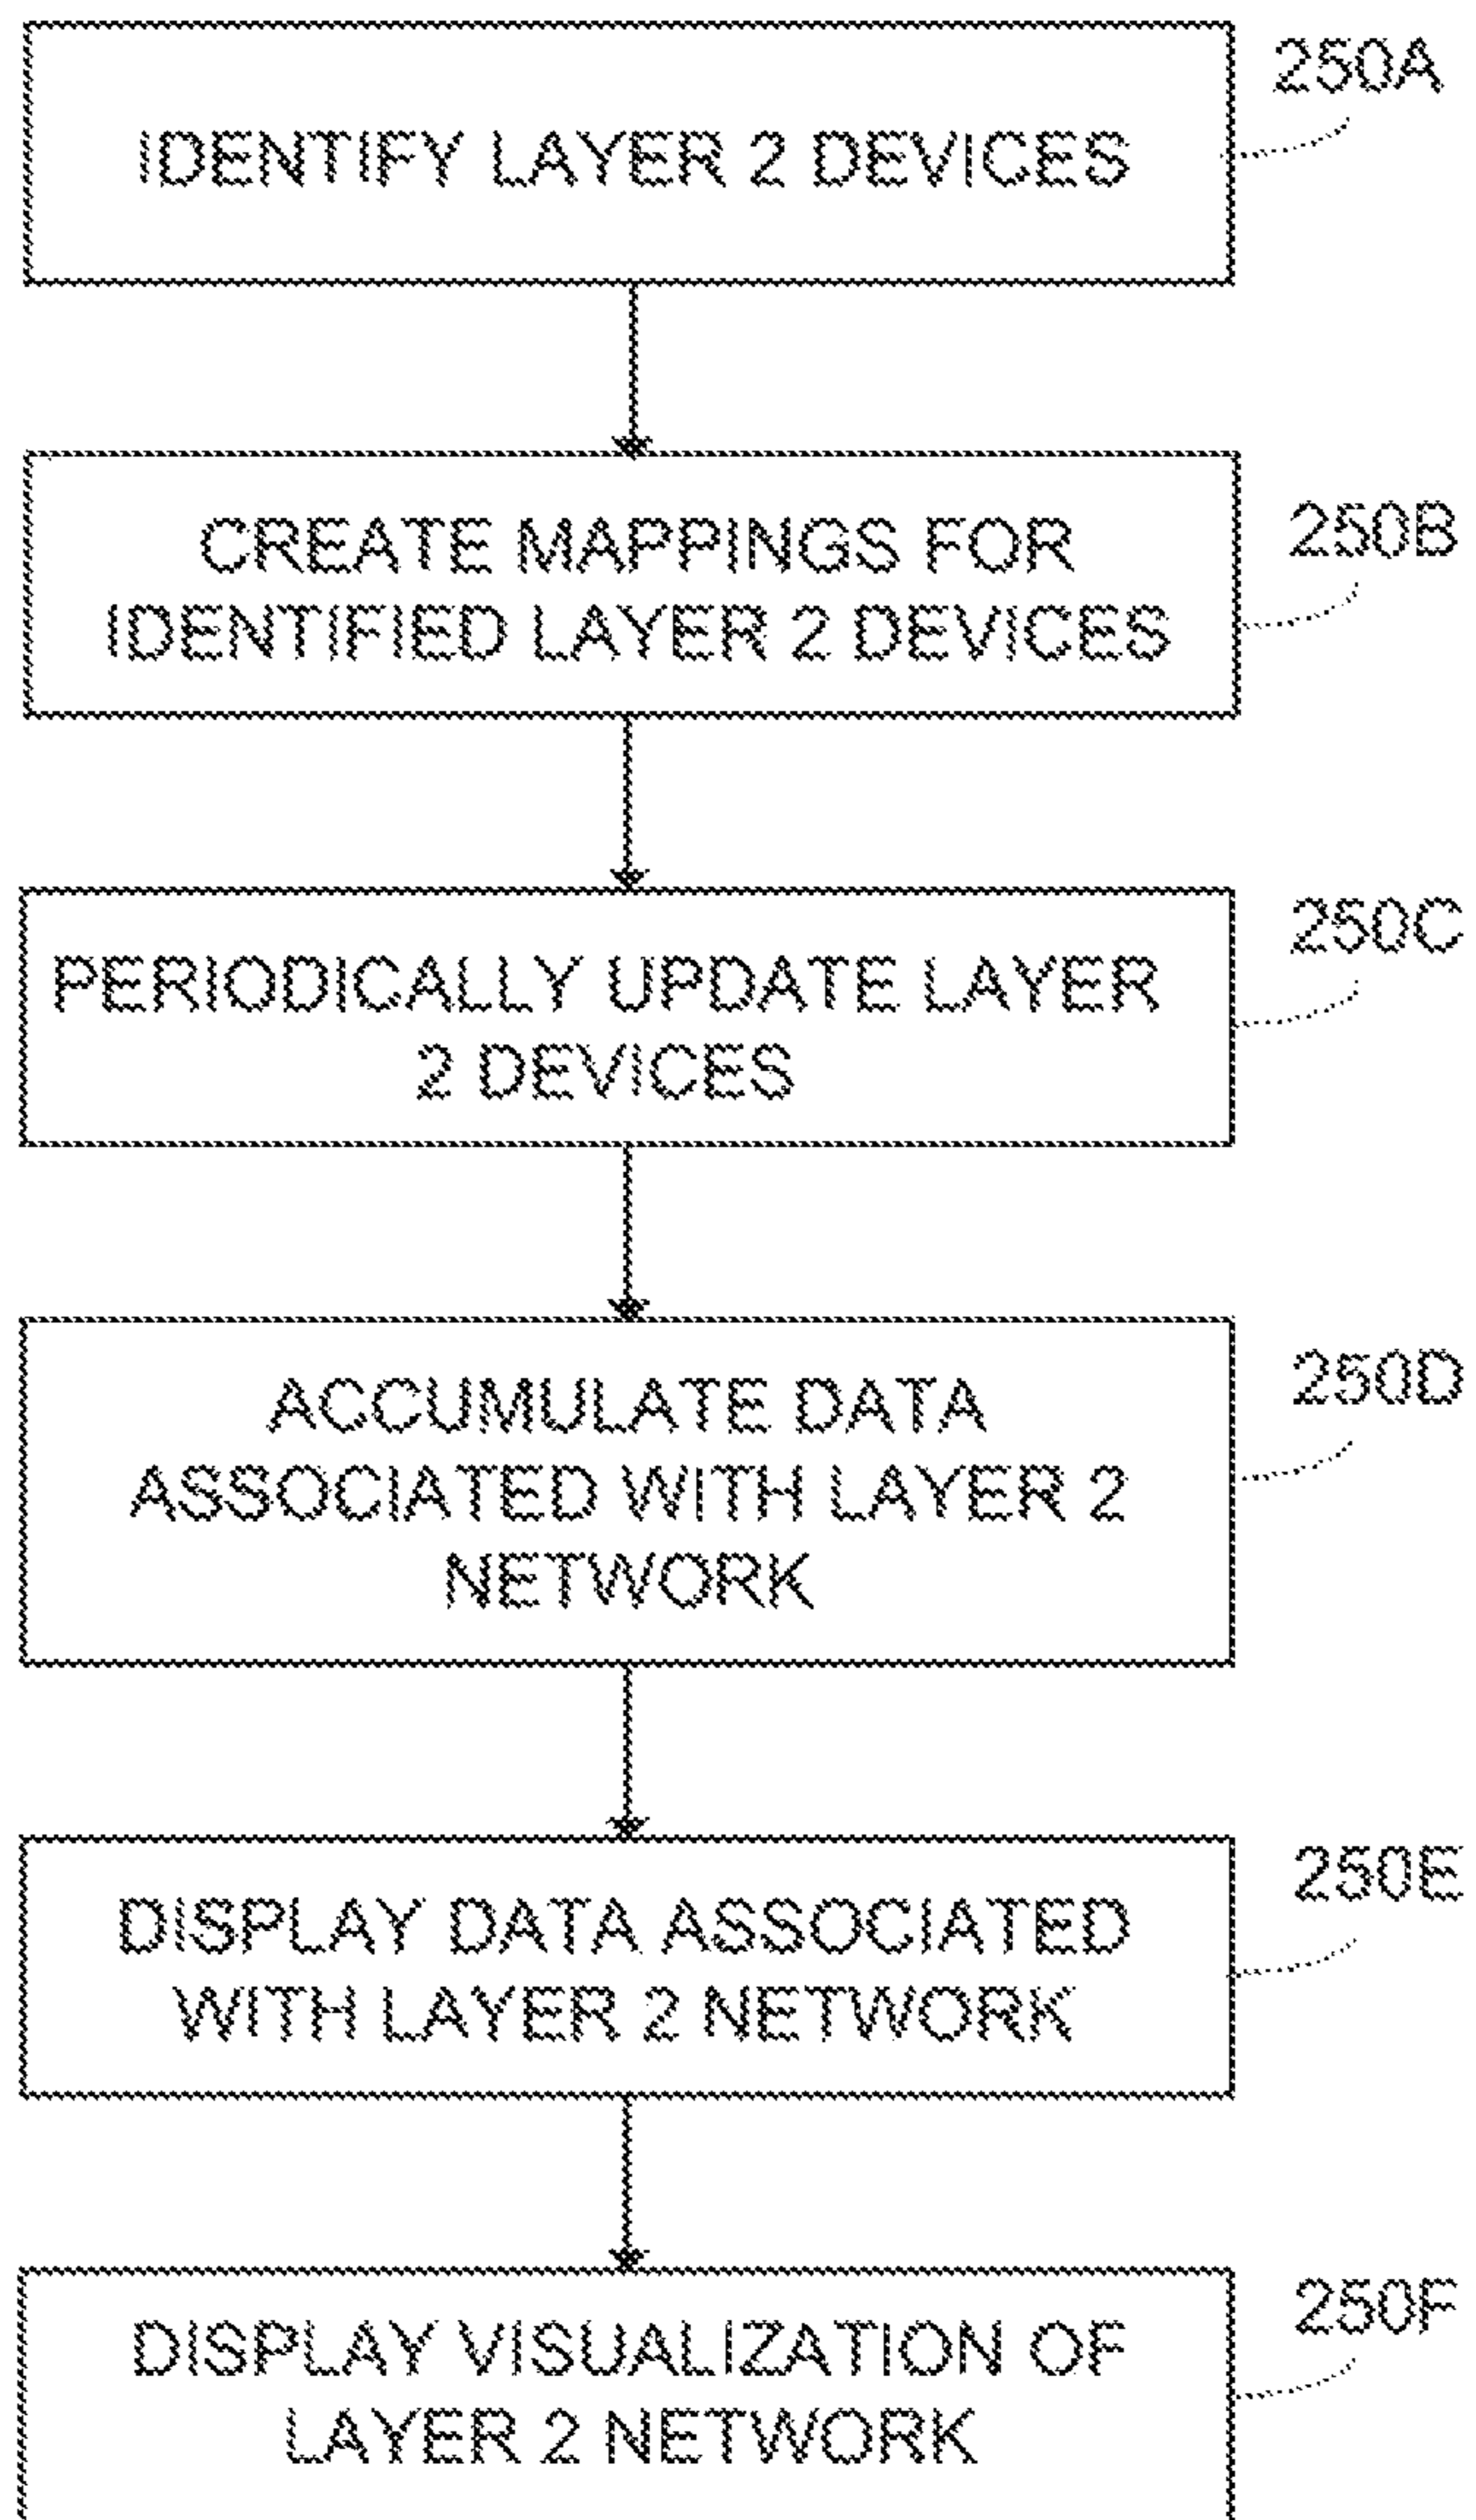 250A
IDENTIFY LAYER 2 DEVICES
250B
CREATE MAPPINGS FOR
IDENTIFIED LAYER 2 DEVICES
250C
PERIODICALLY UPDATE LAYER
2 DEVICES
250D
ACCUMULATE DATA
ASSOCIATED WITH LAYER 2
NETWORK
250E
DISPLAY DATA ASSOCIATED
WITH LAYER 2 NETWORK
250F
DISPLAY VISUALIZATION OF
LAYER 2 NETWORK